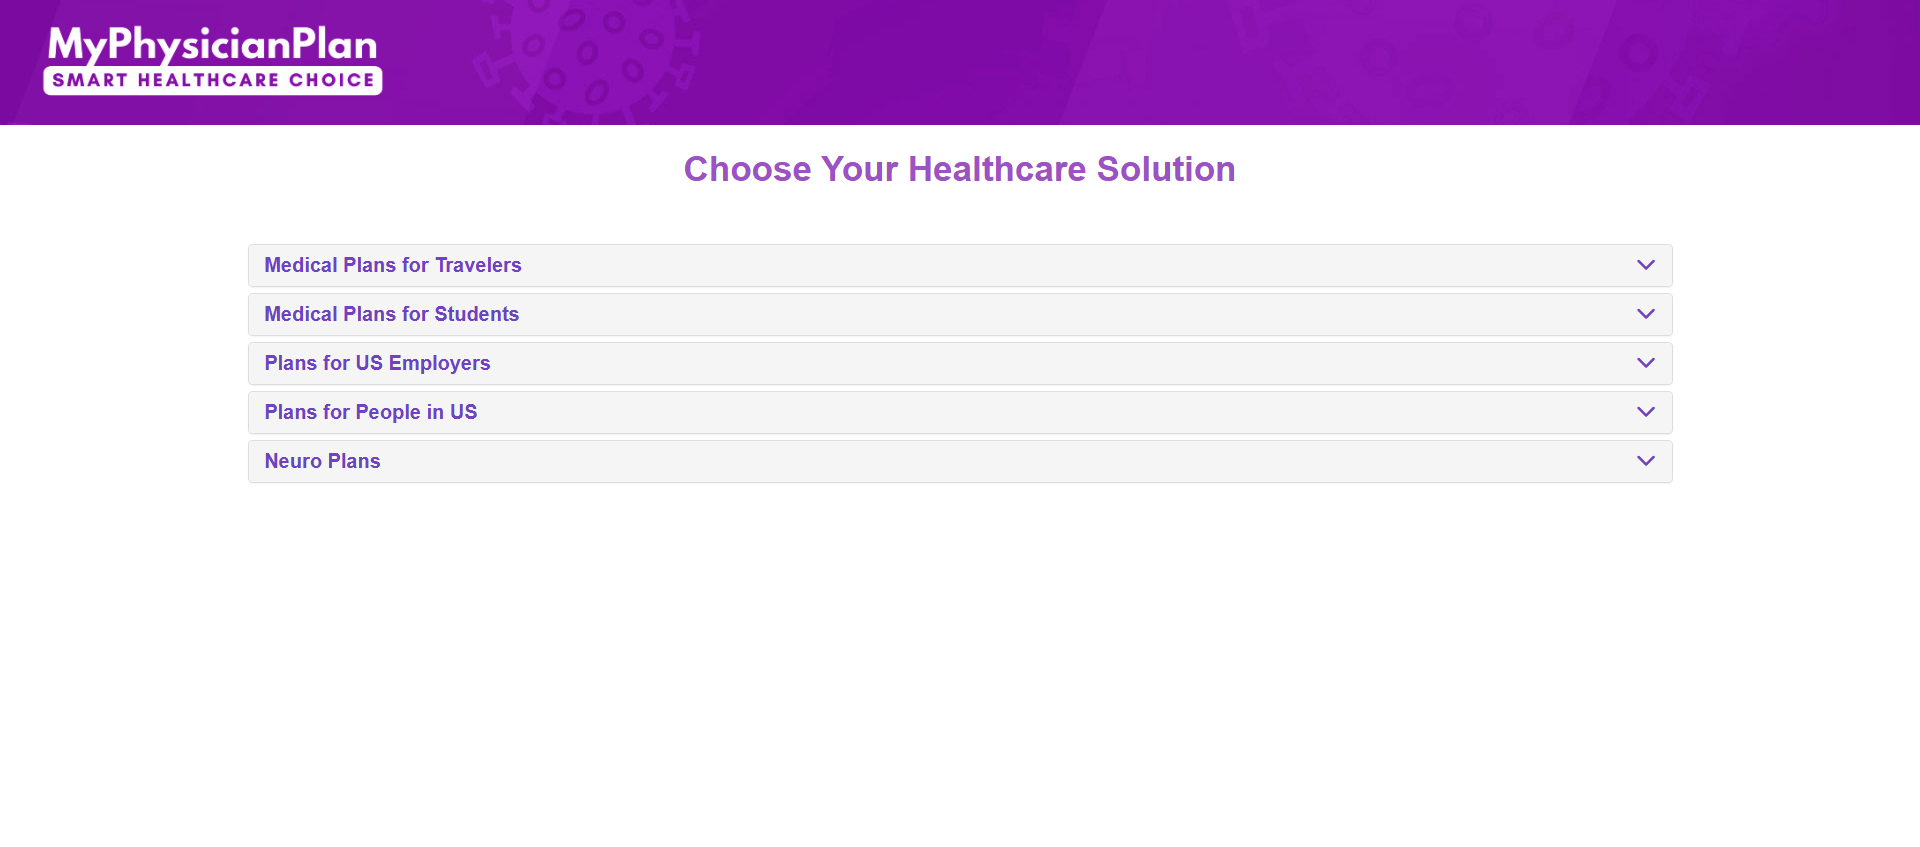 MyPhysicianPlan
SMART HEALTHCARE CHOICE
Choose Your Healthcare Solution
Medical Plans for Travelers
Medical Plans for Students
Plans for US Employers
Plans for People in US
Neuro Plans